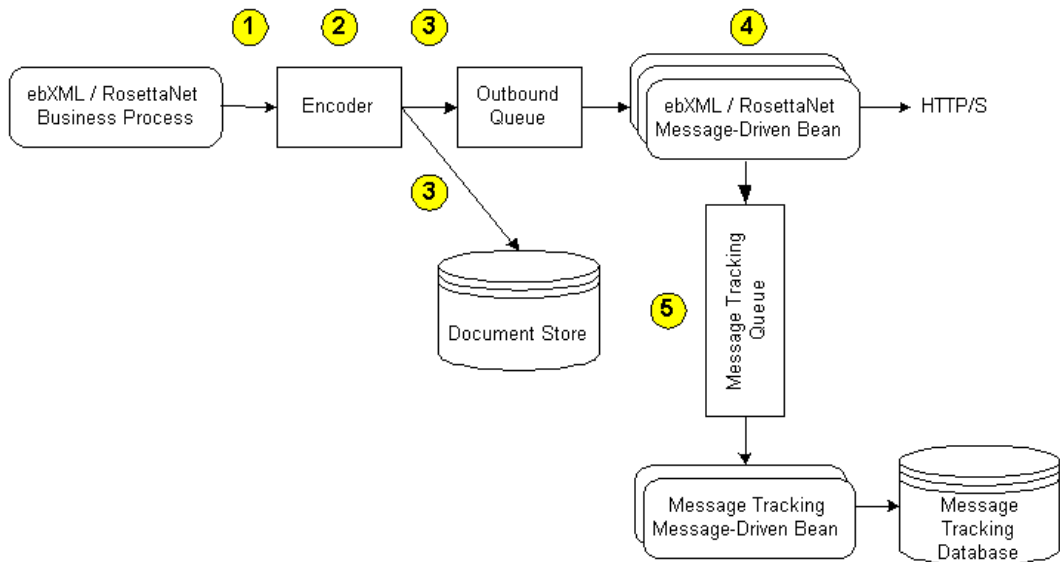 1
2
3
4
ebXML / RosettaNet
Business Process
Encoder
Outbound
Queue
ebXML / RosettaNet
Message-Driven Bean
HTTP/S
3
Document Store
5
Message Tracking
Queue
Message Tracking
Message-Driven Bean
Message
Tracking
Database